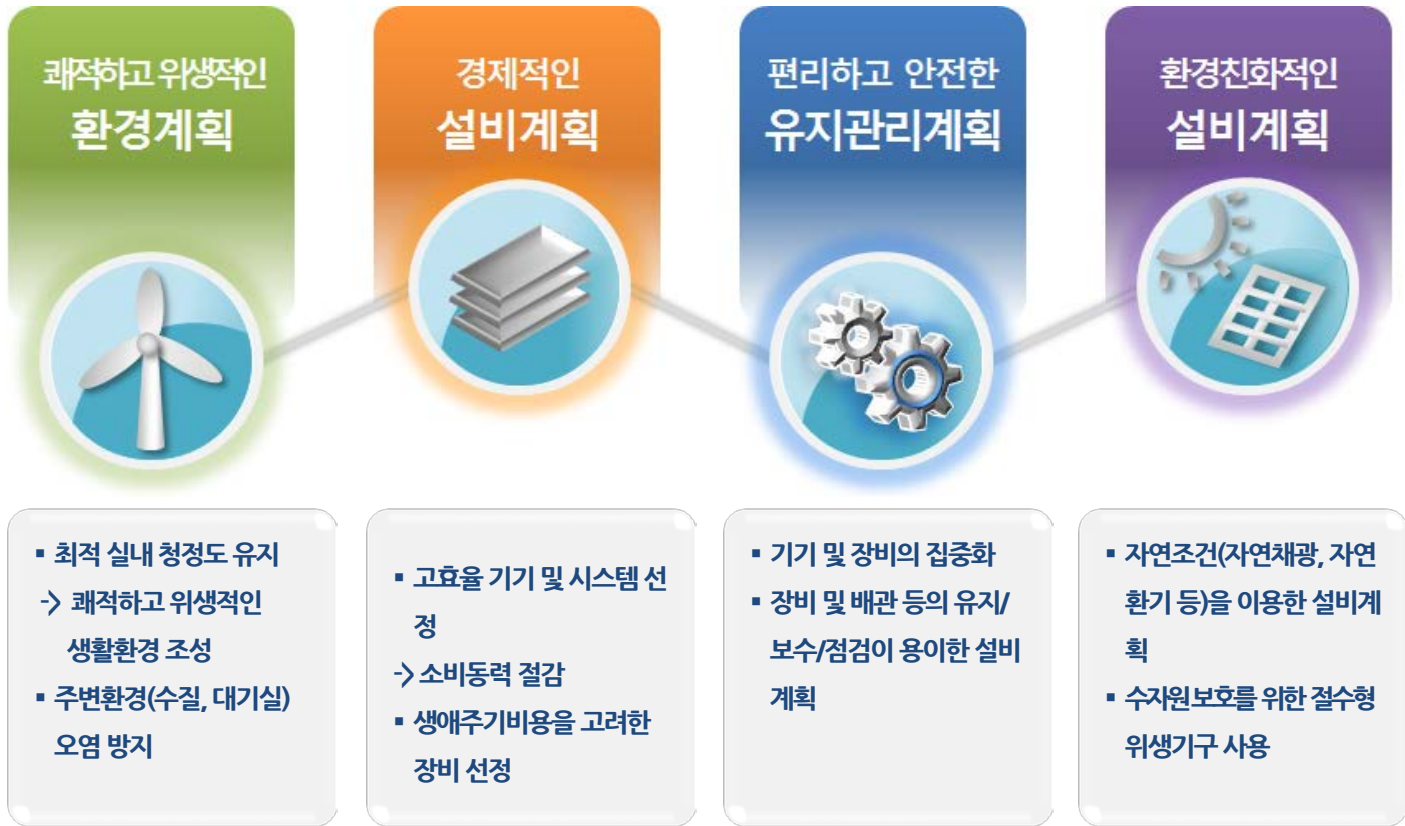 쾌적하고 위생적인
환경계획
경제적인
설비계획
편리하고 안전한
유지관리계획
환경친화적인
설비계획
▪ 최적 실내 청정도 유지
-> 쾌적하고 위생적인
생활환경 조성
▪ 주변환경(수질, 대기실)
오염 방지
▪ 고효율 기기 및 시스템 선
정
-> 소비동력 절감
▪ 생애주기비용을 고려한
장비 선정
▪ 기기 및 장비의 집중화
▪ 장비 및 배관 등의 유지/
보수/점검이 용이한 설비
계획
▪ 자연조건(자연채광, 자연
환기 등)을 이용한 설비계
획
▪ 수자원 보호를 위한 절수형
위생기구 사용